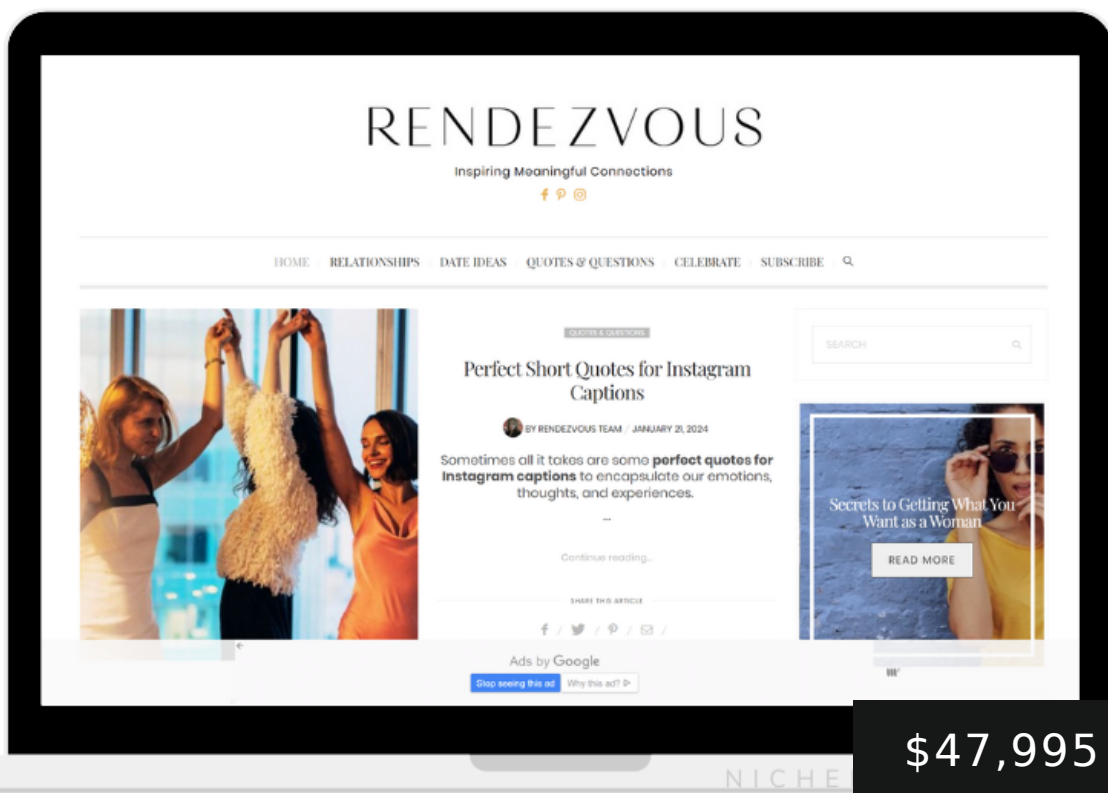 RENDEZVOUS
Inspiring Meaningful Connections
HOME RELATIONSHIPS DATE IDEAS QUOTES & QUESTIONS CELEBRATE SUBSCRIBE
QUOTES & QUESTIONS
Perfect Short Quotes for Instagram
Captions
BY RENDEZVOUS TEAM / JANUARY 21, 2024
Sometimes all it takes are some perfect quotes for
Instagram captions to encapsulate our emotions,
thoughts, and experiences.
...
Continue reading...
SHARE THIS ARTICLE
SEARCH
Secrets to Getting What You
Want as a Woman
READ MORE
Ads by Google
Stop seeing this ad Why this ad?
$47,995
NICHE